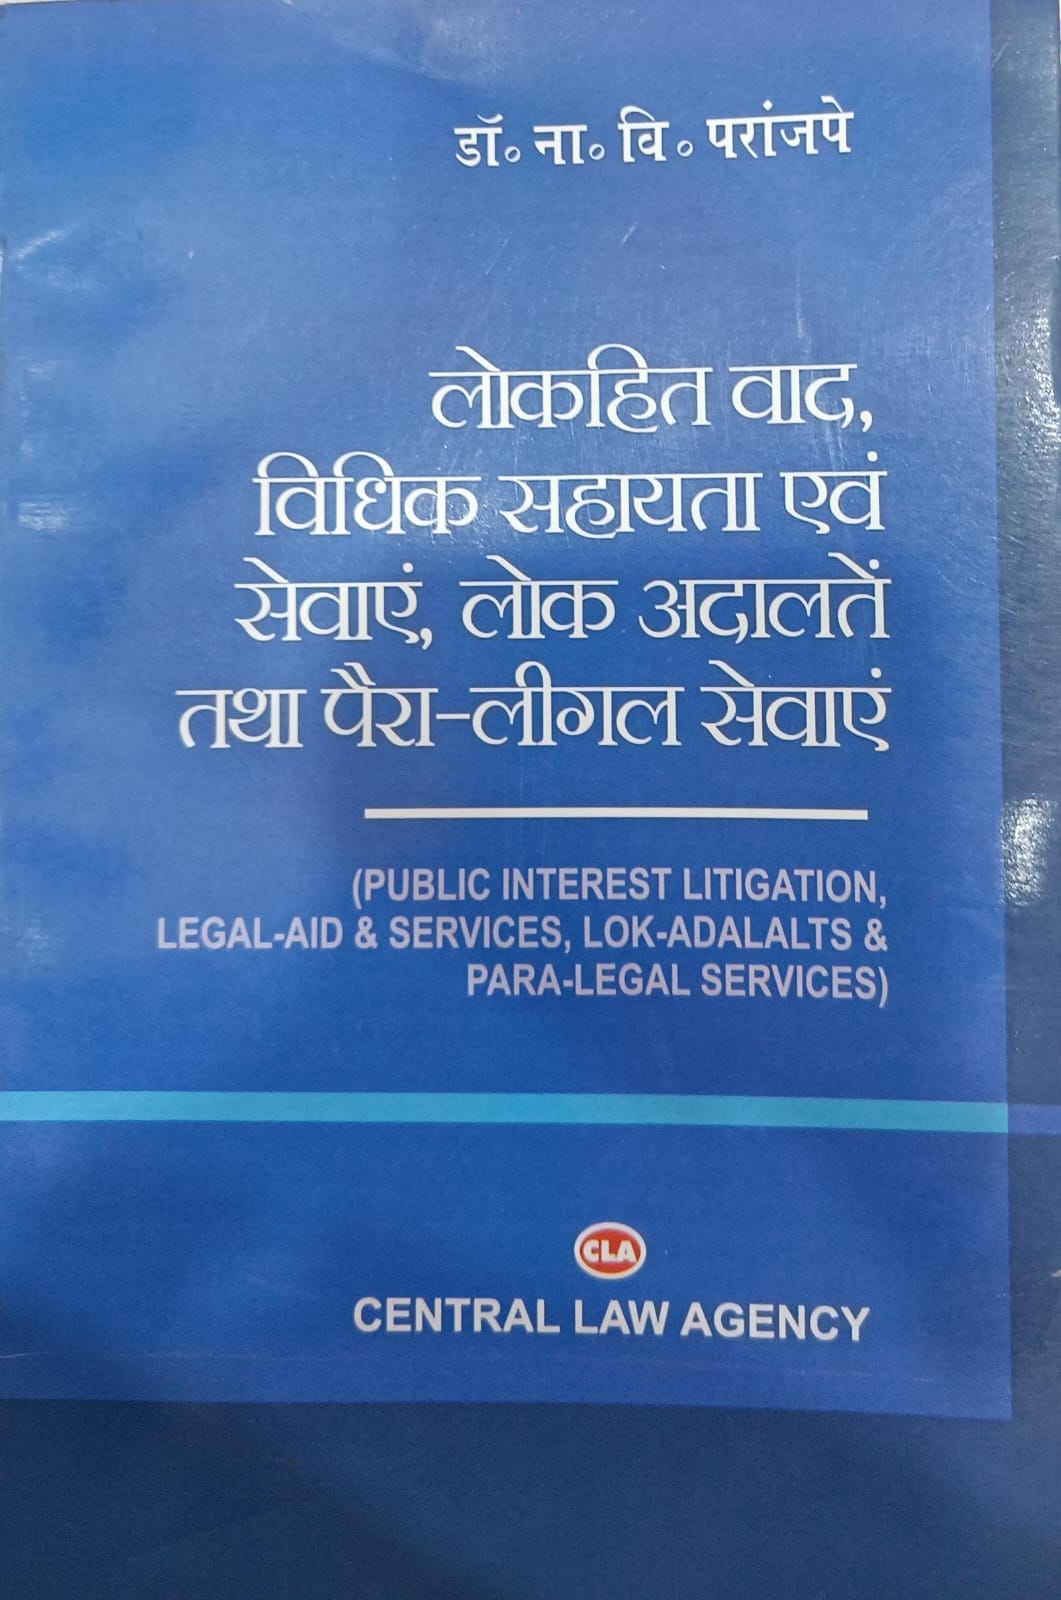 डॉ॰ ना॰ वि॰ परांजपे
लोकहित वाद,
विधिक सहायता एवं
सेवाएं, लोक अदालतें
तथा पैरा-लीगल सेवाएं
(PUBLIC INTEREST LITIGATION,
LEGAL-AID & SERVICES, LOK-ADALALTS &
PARA-LEGAL SERVICES)
CLA
CENTRAL LAW AGENCY